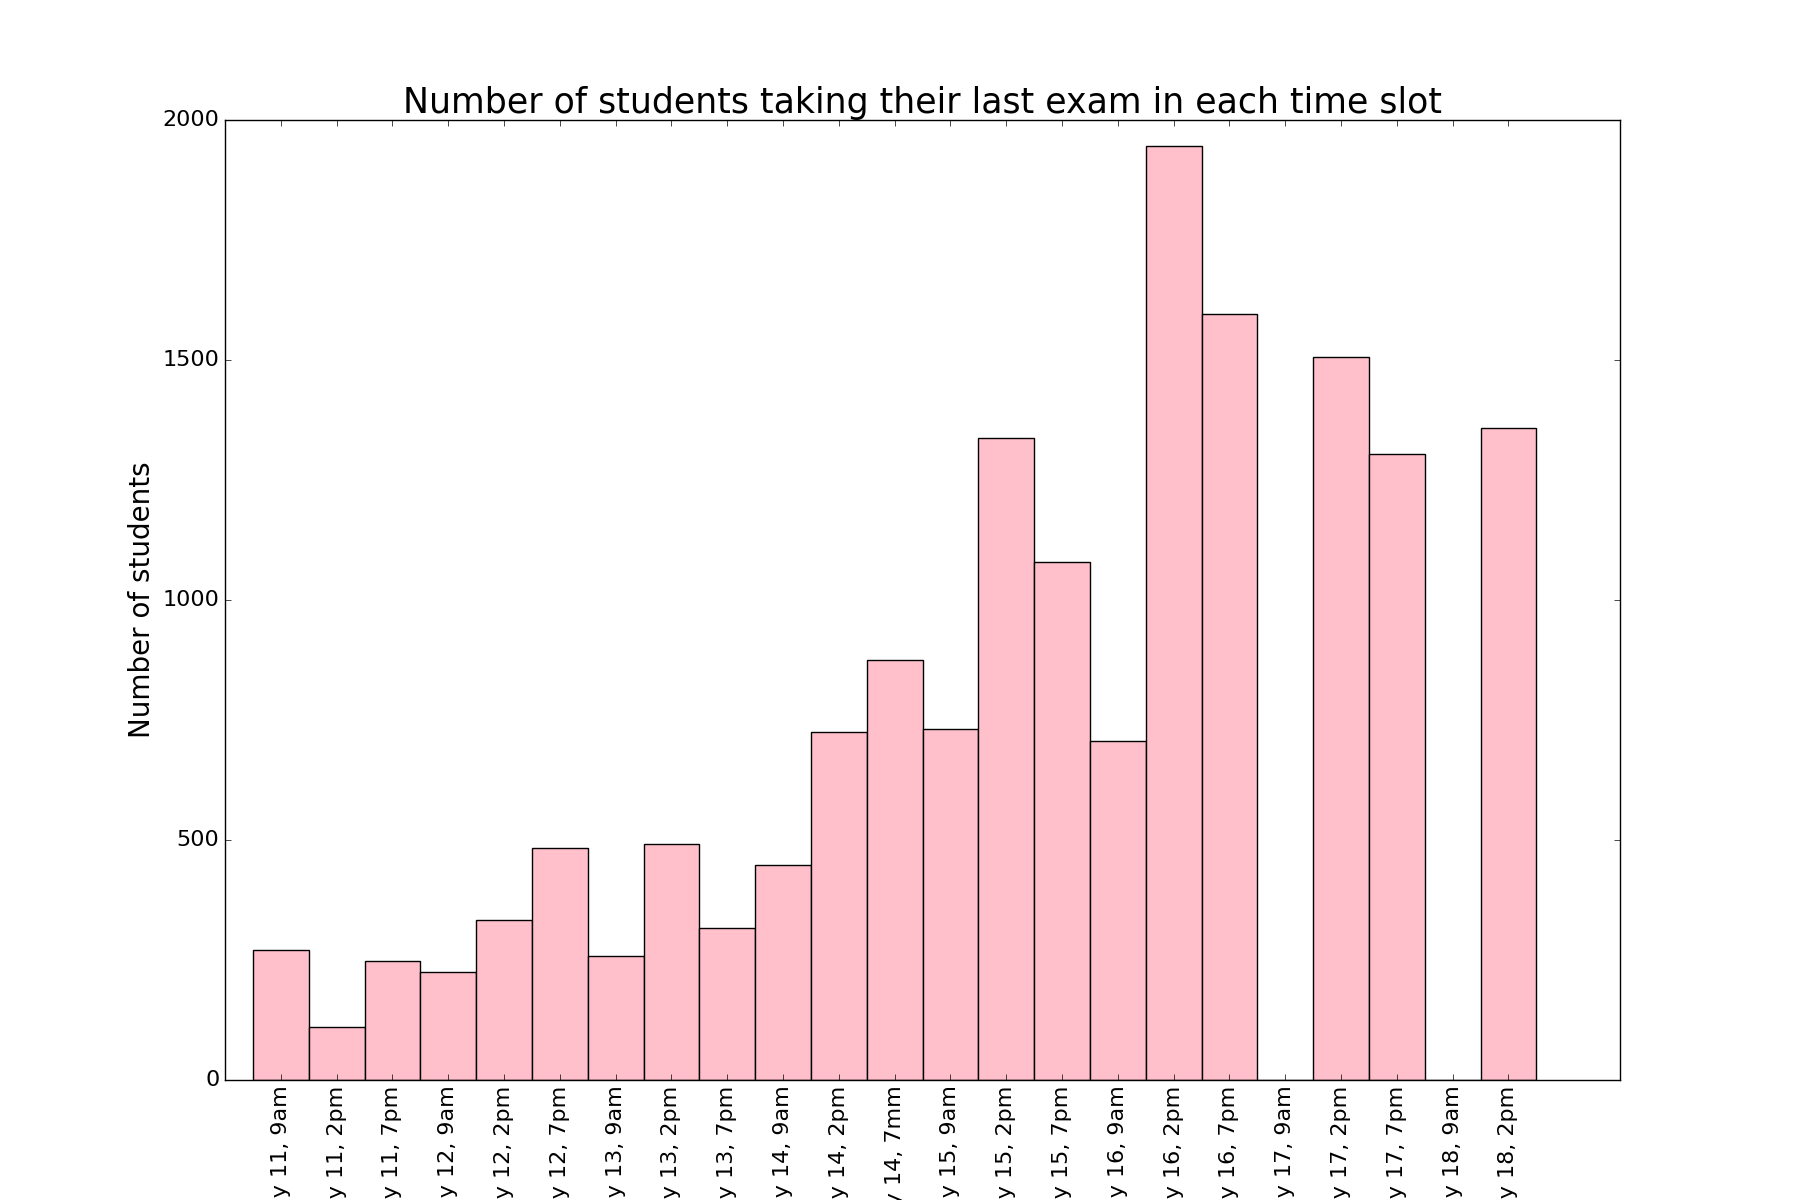 Number of students taking their last exam in each time slot
Number of students
2000
1500
1000
500
0
y 11, 9am
y 11, 2pm
y 11, 7pm
y 12, 9am
y 12, 2pm
y 12, 7pm
y 13, 9am
y 13, 2pm
y 13, 7pm
y 14, 9am
y 14, 2pm
y 14, 7mm
y 15, 9am
y 15, 2pm
y 15, 7pm
y 16, 9am
y 16, 2pm
y 16, 7pm
y 17, 9am
y 17, 2pm
y 17, 7pm
y 18, 9am
y 18, 2pm